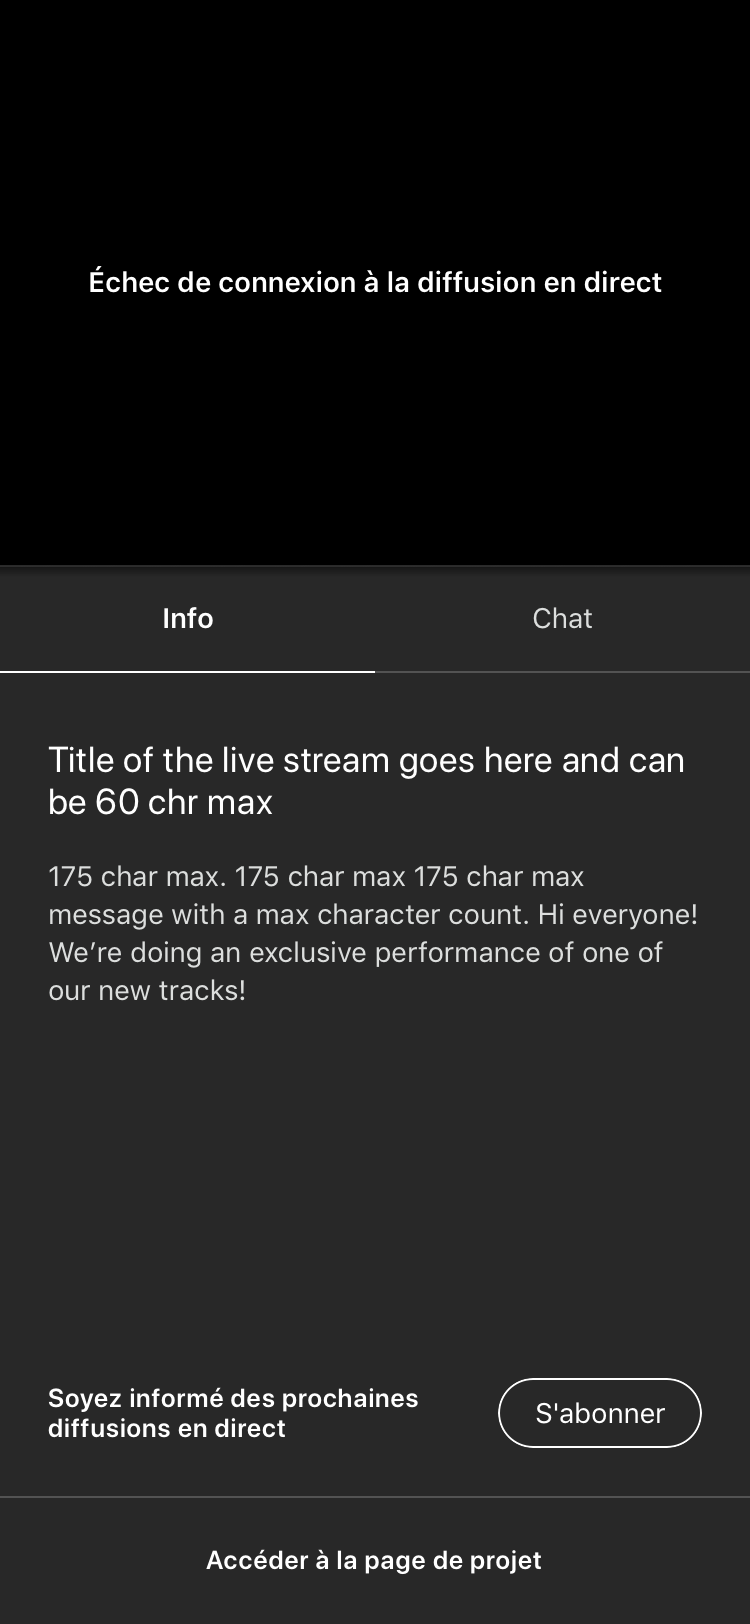 Échec de connexion à la diffusion en direct
Info
Chat
Title of the live stream goes here and can
be 60 chr max
175 char max. 175 char max 175 char max
message with a max character count. Hi everyone!
We’re doing an exclusive performance of one of
our new tracks!
Soyez informé des prochaines
diffusions en direct
S'abonner
Accéder à la page de projet